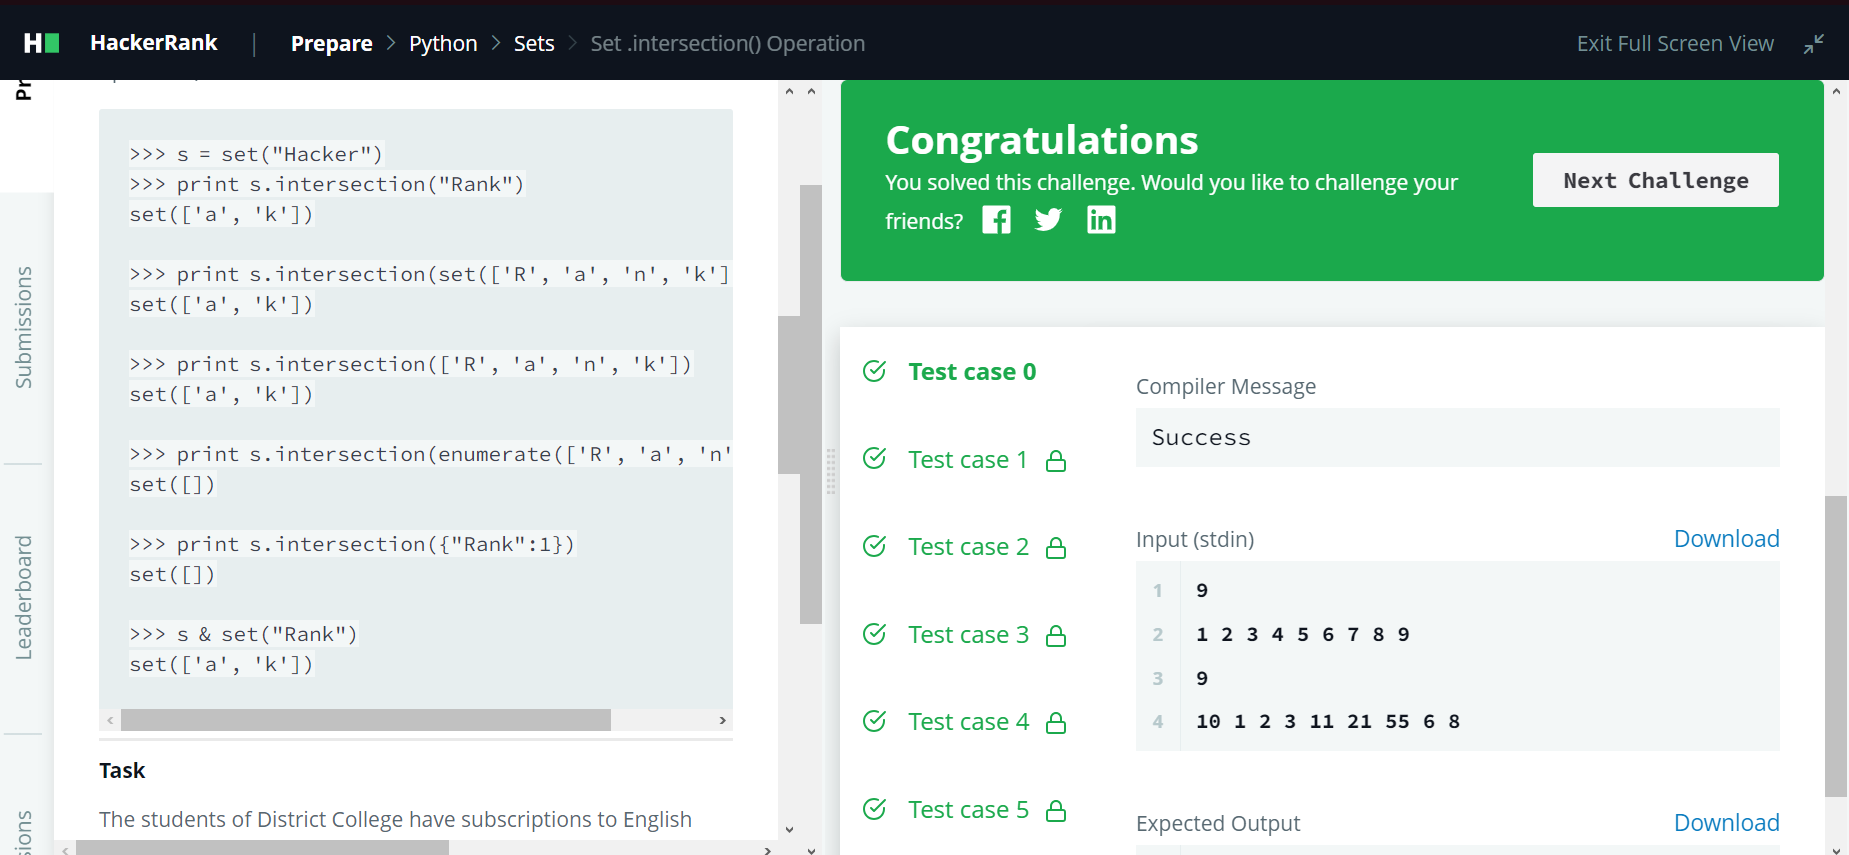 HackerRank | Prepare > Python > Sets > Set .intersection() Operation
Exit Full Screen View
Pr
Submissions
Leaderboard
>>> s = set("Hacker")
>>> print s.intersection("Rank")
set(['a', 'k'])
>>> print s.intersection(set(['R', 'a', 'n', 'k']
set(['a', 'k'])
>>> print s.intersection(['R', 'a', 'n', 'k'])
set(['a', 'k'])
>>> print s.intersection(enumerate(['R', 'a', 'n'
set([])
>>> print s.intersection({"Rank":1})
set([])
>>> s & set("Rank")
set(['a', 'k'])
Task
The students of District College have subscriptions to English
Congratulations
You solved this challenge. Would you like to challenge your
friends?
Next Challenge
Test case 0
Test case 1
Test case 2
Test case 3
Test case 4
Test case 5
Compiler Message
Success
Input (stdin)
Download
1 9
2 1 2 3 4 5 6 7 8 9
3 9
4 10 1 2 3 11 21 55 6 8
Expected Output
Download